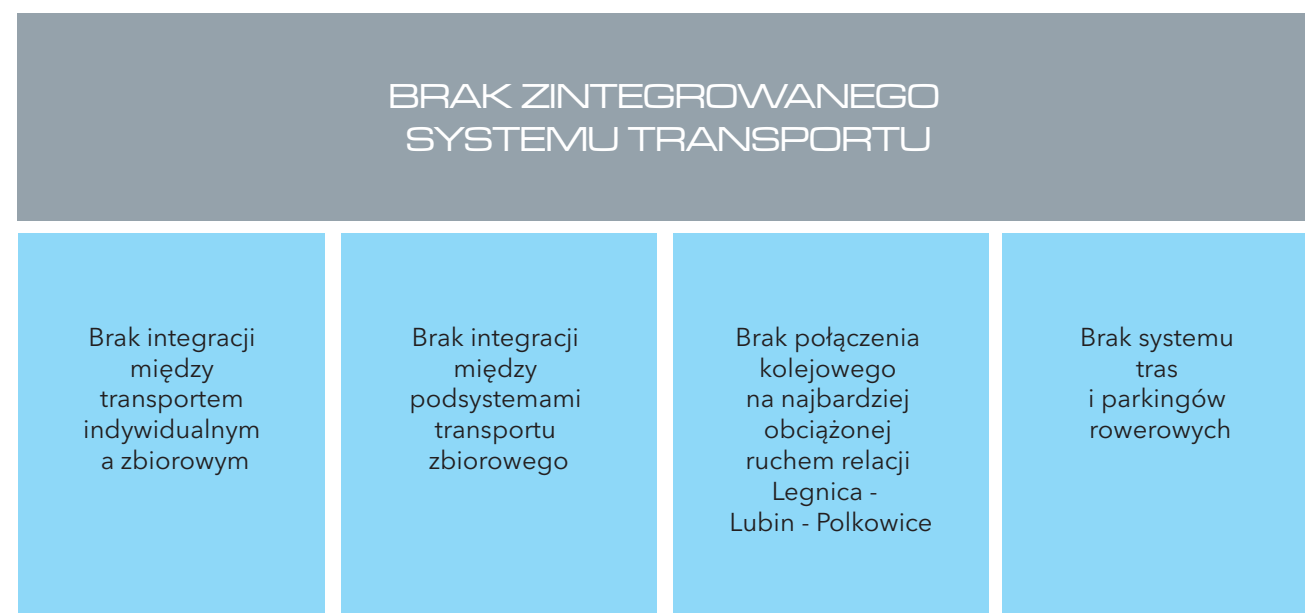 BRAK ZINTEGROWANEGO
SYSTEMU TRANSPORTU
Brak integracji
między
transportem
indywidualnym
a zbiorowym
Brak integracji
między
podsystemami
transportu
zbiorowego
Brak połączenia
kolejowego
na najbardziej
obciążonej
ruchem relacji
Legnica -
Lubin - Polkowice
Brak systemu
tras
i parkingów
rowerowych